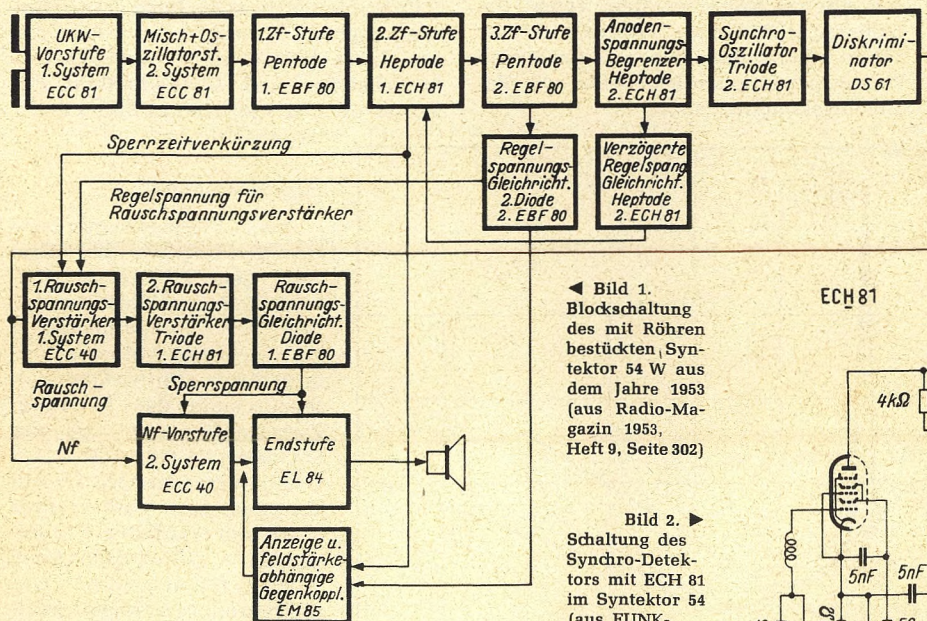 UKW-
Vorstufe
1. System
ECC 81
Misch+Os-
zillatorst.
2. System
ECC 81
1.Zf-Stufe
Pentode
1. EBF 80
2. Zf-Stufe
Heptode
1. ECH 81
3.Zf-Stufe
Pentode
2. EBF 80
Anoden-
spannungs-
Begrenzer
Heptode
2. ECH 81
Synchro-
Oszillator
Triode
2. ECH 81
Diskrimi-
nator
DS 61
Sperrzeitverkürzung
Regelspannung für
Rauschspannungsverstärker
Regel-
spannungs-
Gleichricht.
2.Diode
2. EBF 80
Verzögerte
Regelspang
Gleichricht.
Heptode
2. ECH 81
1. Rausch-
spannungs-
Verstärker
1. System
ECC 40
2. Rausch-
spannungs-
Verstärker
Triode
1. ECH 81
Rausch-
spannungs-
Gleichricht.
Diode
1. EBF 80
Rausch-
spannung
Sperrspannung
Nf
Nf-Vorstufe
2. System
ECC 40
Endstufe
EL 84
Anzeige u.
feldstärke-
abhängige
Gegenkoppl.
EM 85
◄ Bild 1.
Blockschaltung
des mit Röhren
bestückten Syn-
tektor 54 W aus
dem Jahre 1953
(aus Radio-Ma-
gazin 1953,
Heft 9, Seite 302)
Bild 2. ►
Schaltung des
Synchro-Detek-
tors mit ECH 81
im Syntektor 54
(aus FUNK-
ECH 81
4kΩ
5nF
5nF